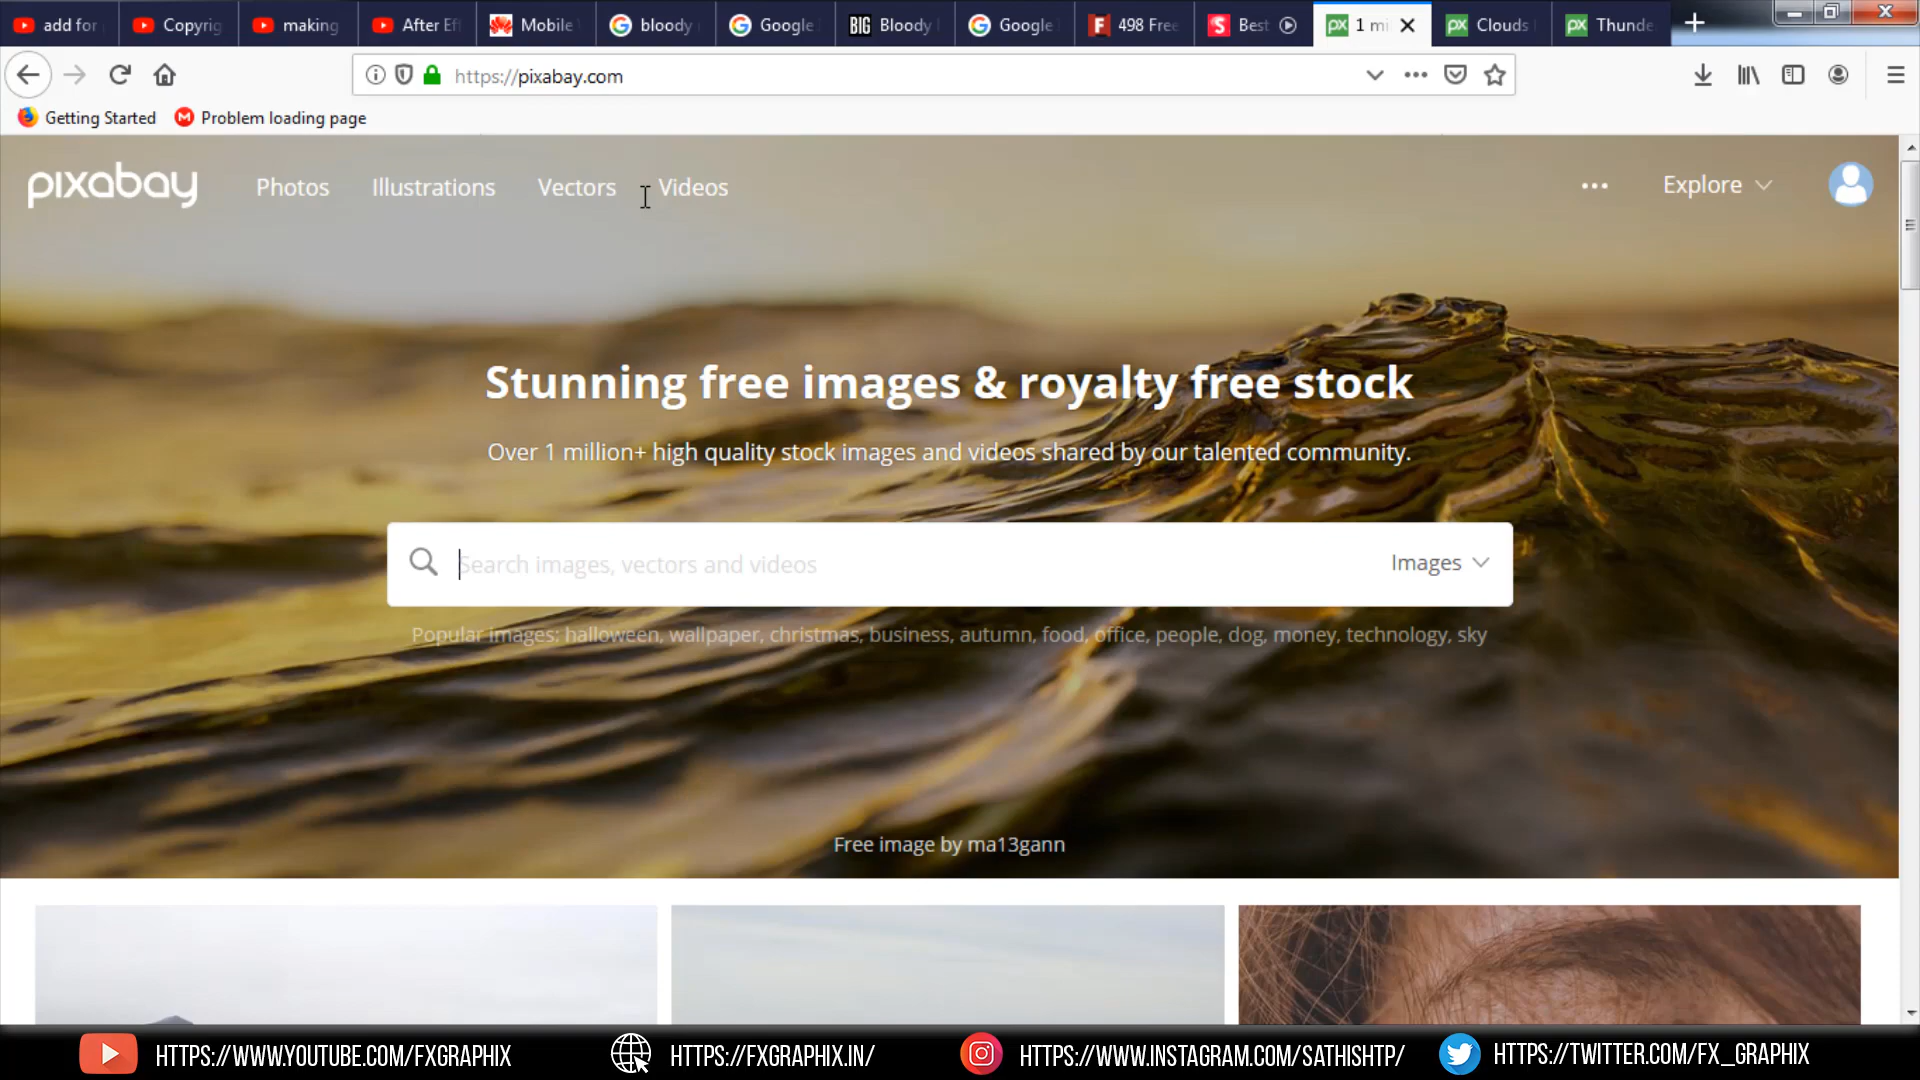 add for
Copyrig
making
After Ef
Mobile
bloody
Google
BIG Bloody
Google
498 Free
Best
px 1 mi
px Clouds
px Thunde
https://pixabay.com
Getting Started
Problem loading page
pixabay
Photos
Illustrations
Vectors
Videos
Explore
Stunning free images & royalty free stock
Over 1 million+ high quality stock images and videos shared by our talented community.
Search images, vectors and videos
Images
Popular images: halloween, wallpaper, christmas, business, autumn, food, office, people, dog, money, technology, sky
Free image by ma13gann
HTTPS://WWW.YOUTUBE.COM/FXGRAPHIX
HTTPS://FXGRAPHIX.IN/
HTTPS://WWW.INSTAGRAM.COM/SATHISHTP/
HTTPS://TWITTER.COM/FX_GRAPHIX